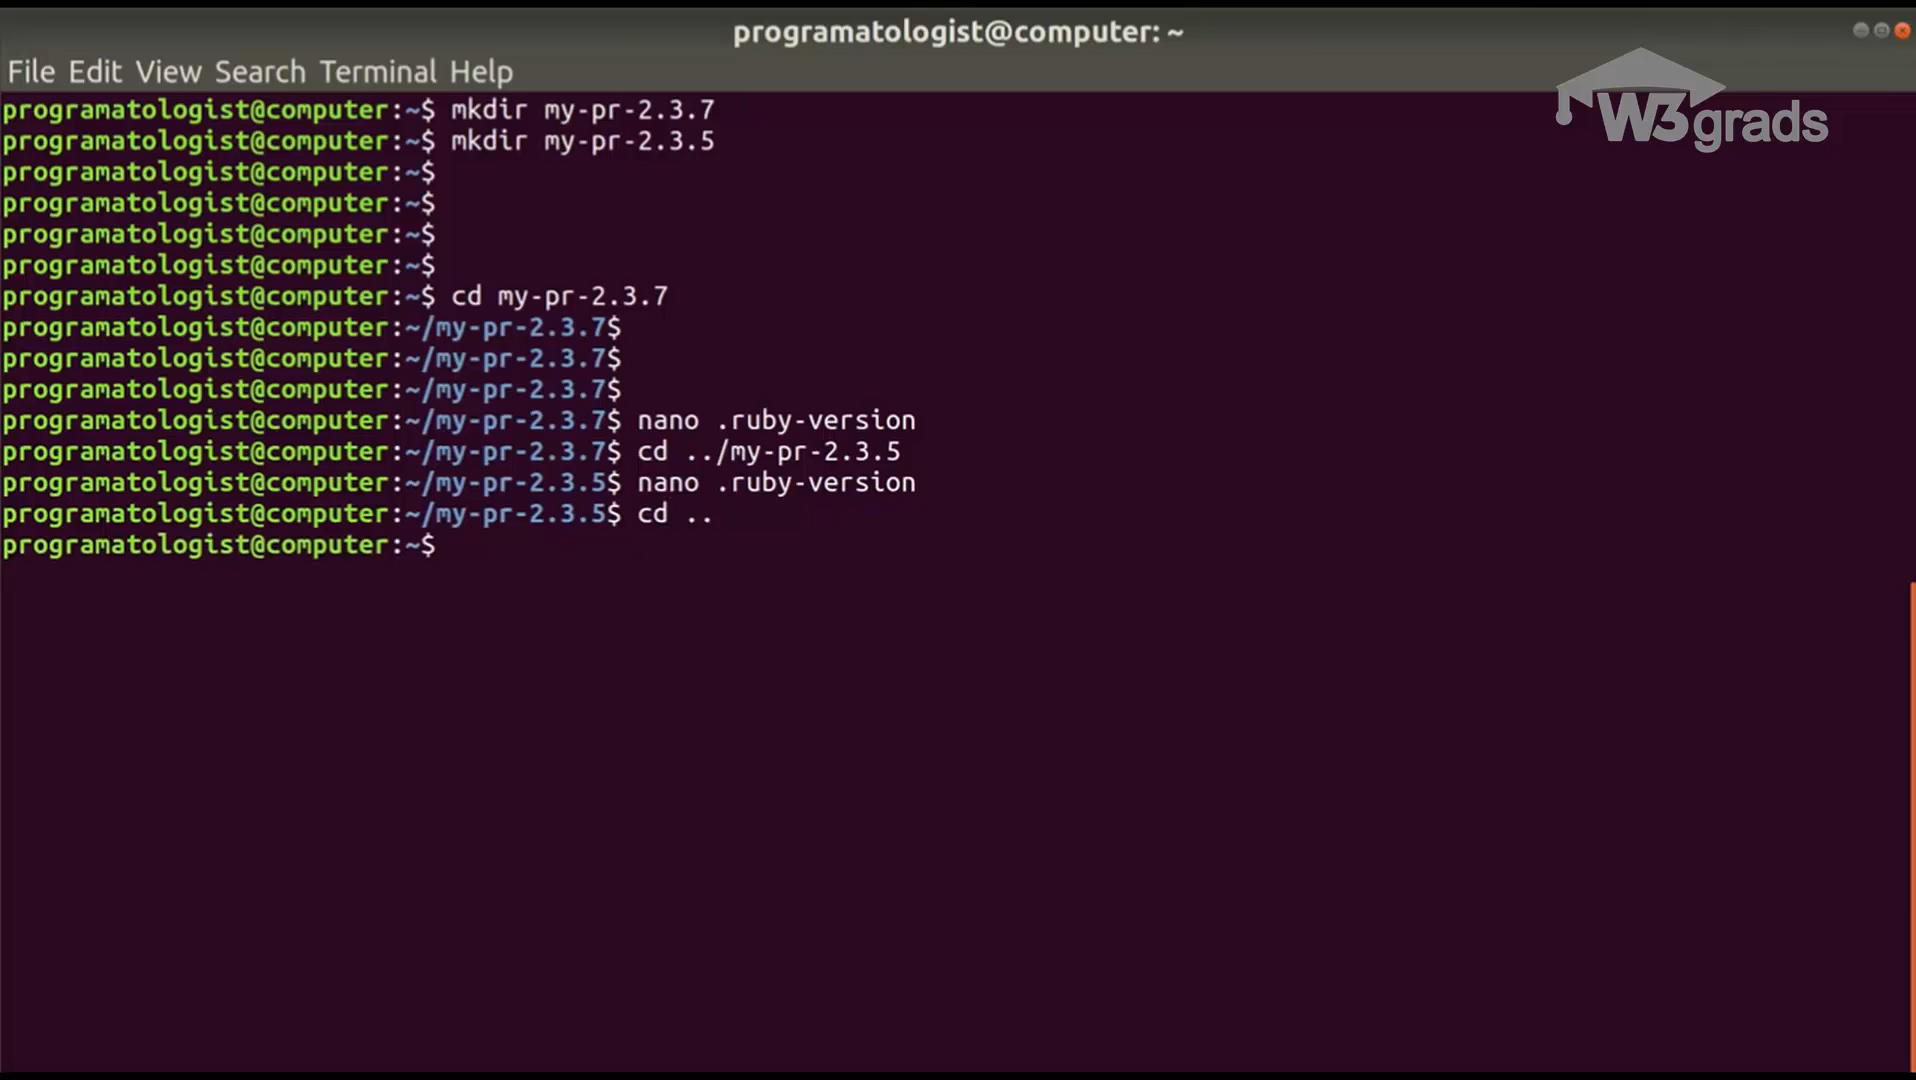 programatologist@computer: ~
File Edit View Search Terminal Help
W3grads
programatologist@computer:~$ mkdir my-pr-2.3.7
programatologist@computer:~$ mkdir my-pr-2.3.5
programatologist@computer:~$
programatologist@computer:~$
programatologist@computer:~$
programatologist@computer:~$
programatologist@computer:~$ cd my-pr-2.3.7
programatologist@computer:~/my-pr-2.3.7$
programatologist@computer:~/my-pr-2.3.7$
programatologist@computer:~/my-pr-2.3.7$
programatologist@computer:~/my-pr-2.3.7$ nano .ruby-version
programatologist@computer:~/my-pr-2.3.7$ cd ../my-pr-2.3.5
programatologist@computer:~/my-pr-2.3.5$ nano .ruby-version
programatologist@computer:~/my-pr-2.3.5$ cd ..
programatologist@computer:~$